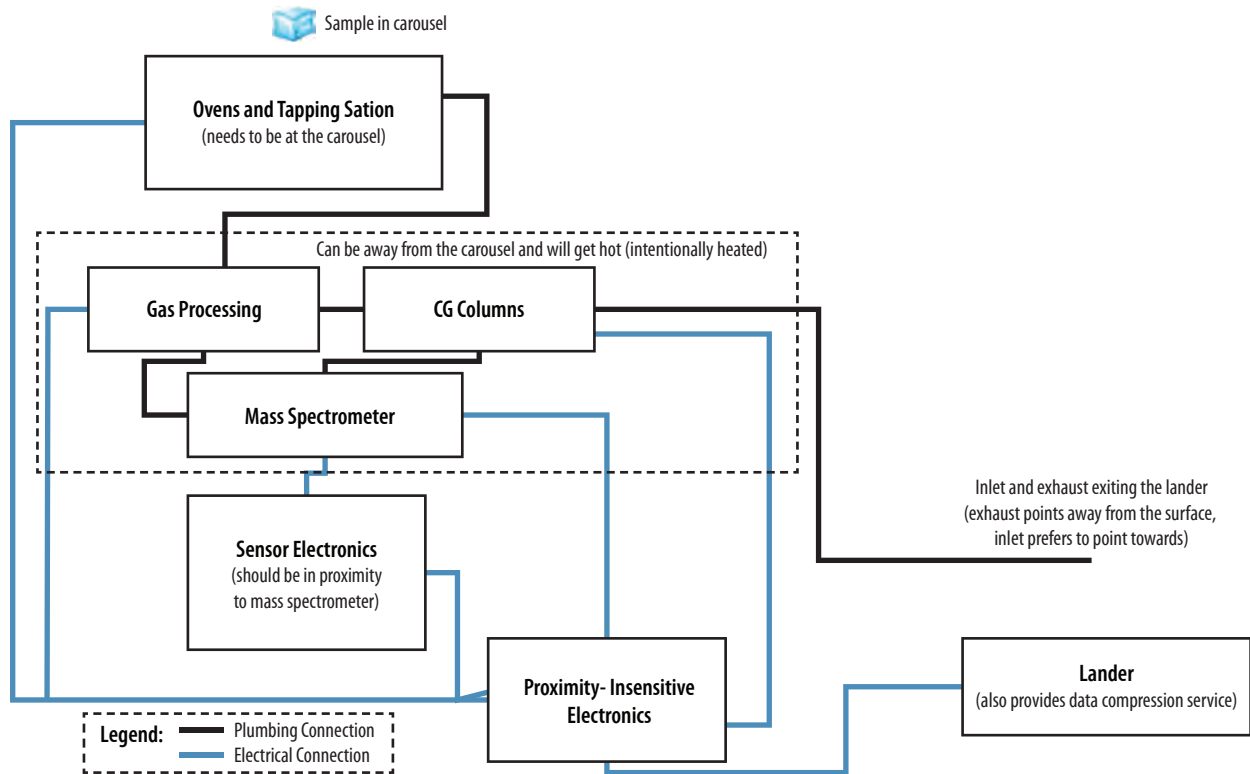 Sample in carousel
Ovens and Tapping Sation
(needs to be at the carousel)
Can be away from the carousel and will get hot (intentionally heated)
Gas Processing
CG Columns
Mass Spectrometer
Inlet and exhaust exiting the lander
(exhaust points away from the surface,
inlet prefers to point towards)
Sensor Electronics
(should be in proximity
to mass spectrometer)
Proximity- Insensitive
Electronics
Lander
(also provides data compression service)
Legend:
Plumbing Connection
Electrical Connection